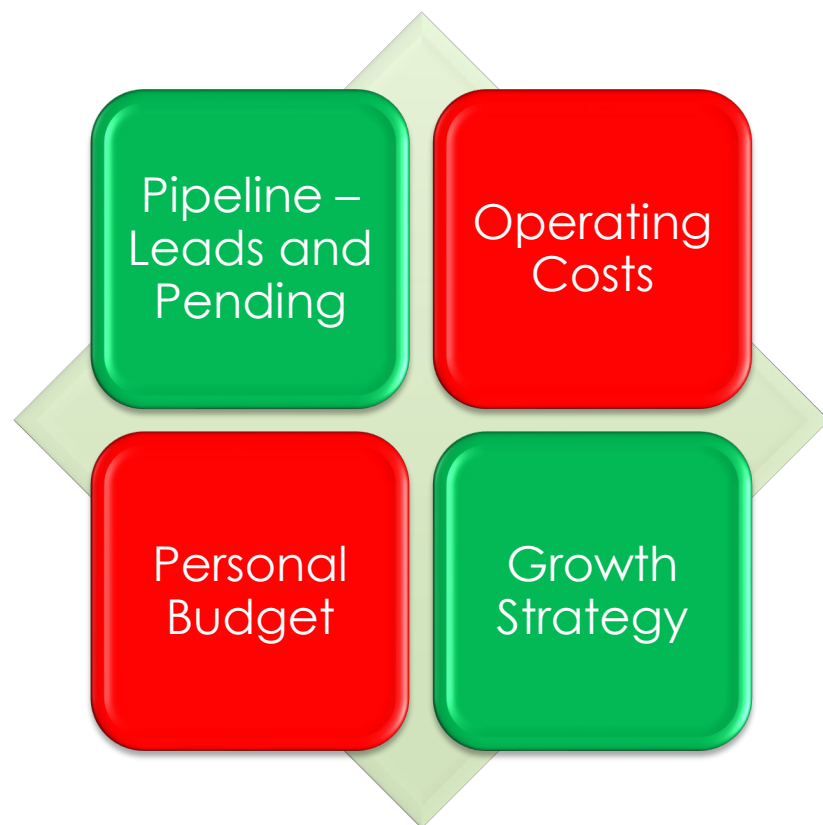 Pipeline –
Leads and
Pending
Operating
Costs
Personal
Budget
Growth
Strategy